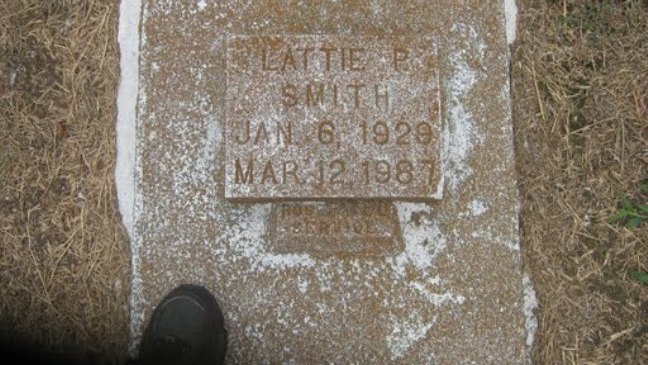 LATTIE P.
SMITH
JAN. 6, 1929
MAR. 12, 1987